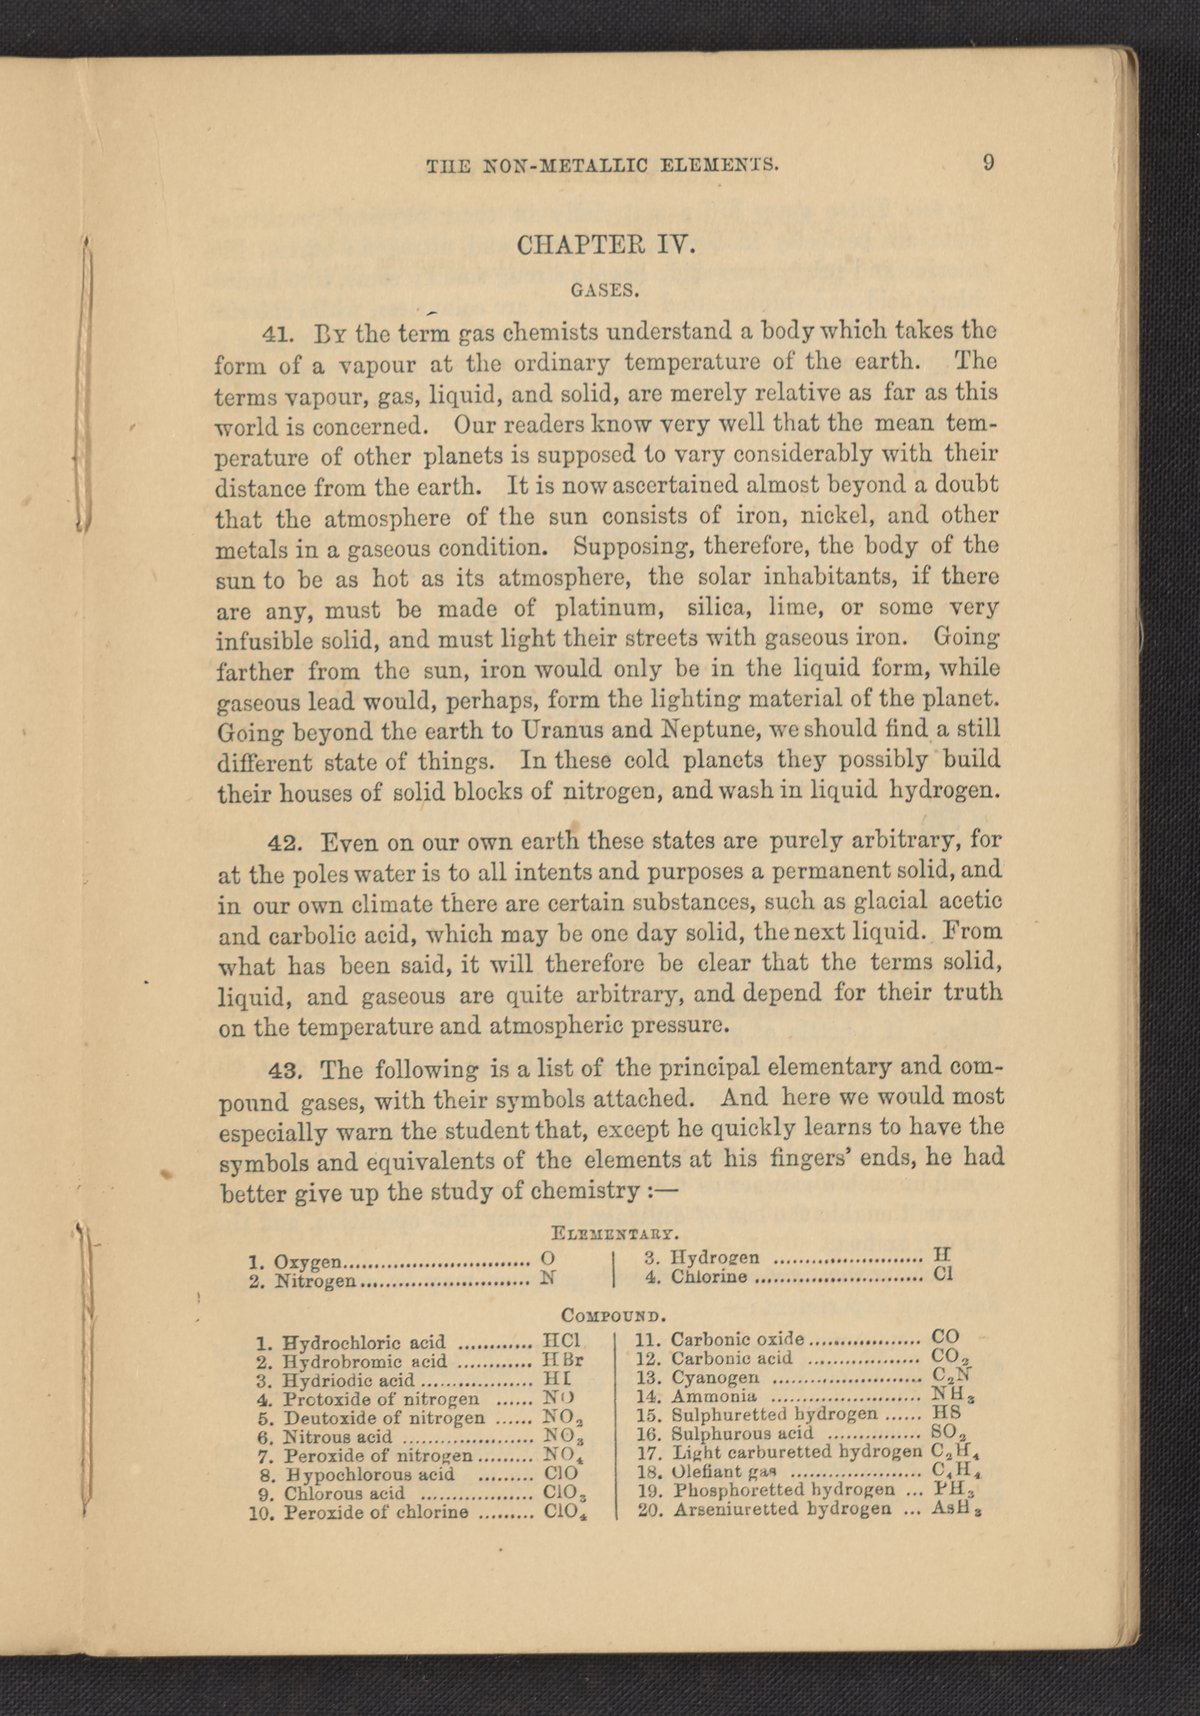 THE NON-METALLIC ELEMENTS. 9
CHAPTER IV.
GASES.
41. BY the term gas chemists understand a body which takes the
form of a vapour at the ordinary temperature of the earth. The
terms vapour, gas, liquid, and solid, are merely relative as far as this
world is concerned. Our readers know very well that the mean tem-
perature of other planets is supposed to vary considerably with their
distance from the earth. It is now ascertained almost beyond a doubt
that the atmosphere of the sun consists of iron, nickel, and other
metals in a gaseous condition. Supposing, therefore, the body of the
sun to be as hot as its atmosphere, the solar inhabitants, if there
are any, must be made of platinum, silica, lime, or some very
infusible solid, and must light their streets with gaseous iron. Going
farther from the sun, iron would only be in the liquid form, while
gaseous lead would, perhaps, form the lighting material of the planet.
Going beyond the earth to Uranus and Neptune, we should find a still
different state of things. In these cold planets they possibly build
their houses of solid blocks of nitrogen, and wash in liquid hydrogen.
42. Even on our own earth these states are purely arbitrary, for
at the poles water is to all intents and purposes a permanent solid, and
in our own climate there are certain substances, such as glacial acetic
and carbolic acid, which may be one day solid, the next liquid. From
what has been said, it will therefore be clear that the terms solid,
liquid, and gaseous are quite arbitrary, and depend for their truth
on the temperature and atmospheric pressure.
43. The following is a list of the principal elementary and com-
pound gases, with their symbols attached. And here we would most
especially warn the student that, except he quickly learns to have the
symbols and equivalents of the elements at his fingers' ends, he had
better give up the study of chemistry :—
ELEMENTARY.
1. Oxygen.............................. O
2. Nitrogen........................... N
3. Hydrogen ........................ H
4. Chlorine ........................... Cl
COMPOUND.
1. Hydrochloric acid ............ HCl
2. Hydrobromic acid ............ HBr
3. Hydriodic acid.................. HI
4. Protoxide of nitrogen ...... NO
5. Deutoxide of nitrogen ...... NO₂
6. Nitrous acid ..................... NO₃
7. Peroxide of nitrogen......... NO₄
8. Hypochlorous acid ......... ClO
9. Chlorous acid .................. ClO₃
10. Peroxide of chlorine ......... ClO₄
11. Carbonic oxide.................. CO
12. Carbonic acid .................. CO₂
13. Cyanogen ........................ C₂N
14. Ammonia ........................ NH₃
15. Sulphuretted hydrogen ...... HS
16. Sulphurous acid ............... SO₂
17. Light carburetted hydrogen C₂H₄
18. Olefiant gas ..................... C₄H₄
19. Phosphoretted hydrogen ... PH₃
20. Arseniuretted hydrogen ... AsH₃